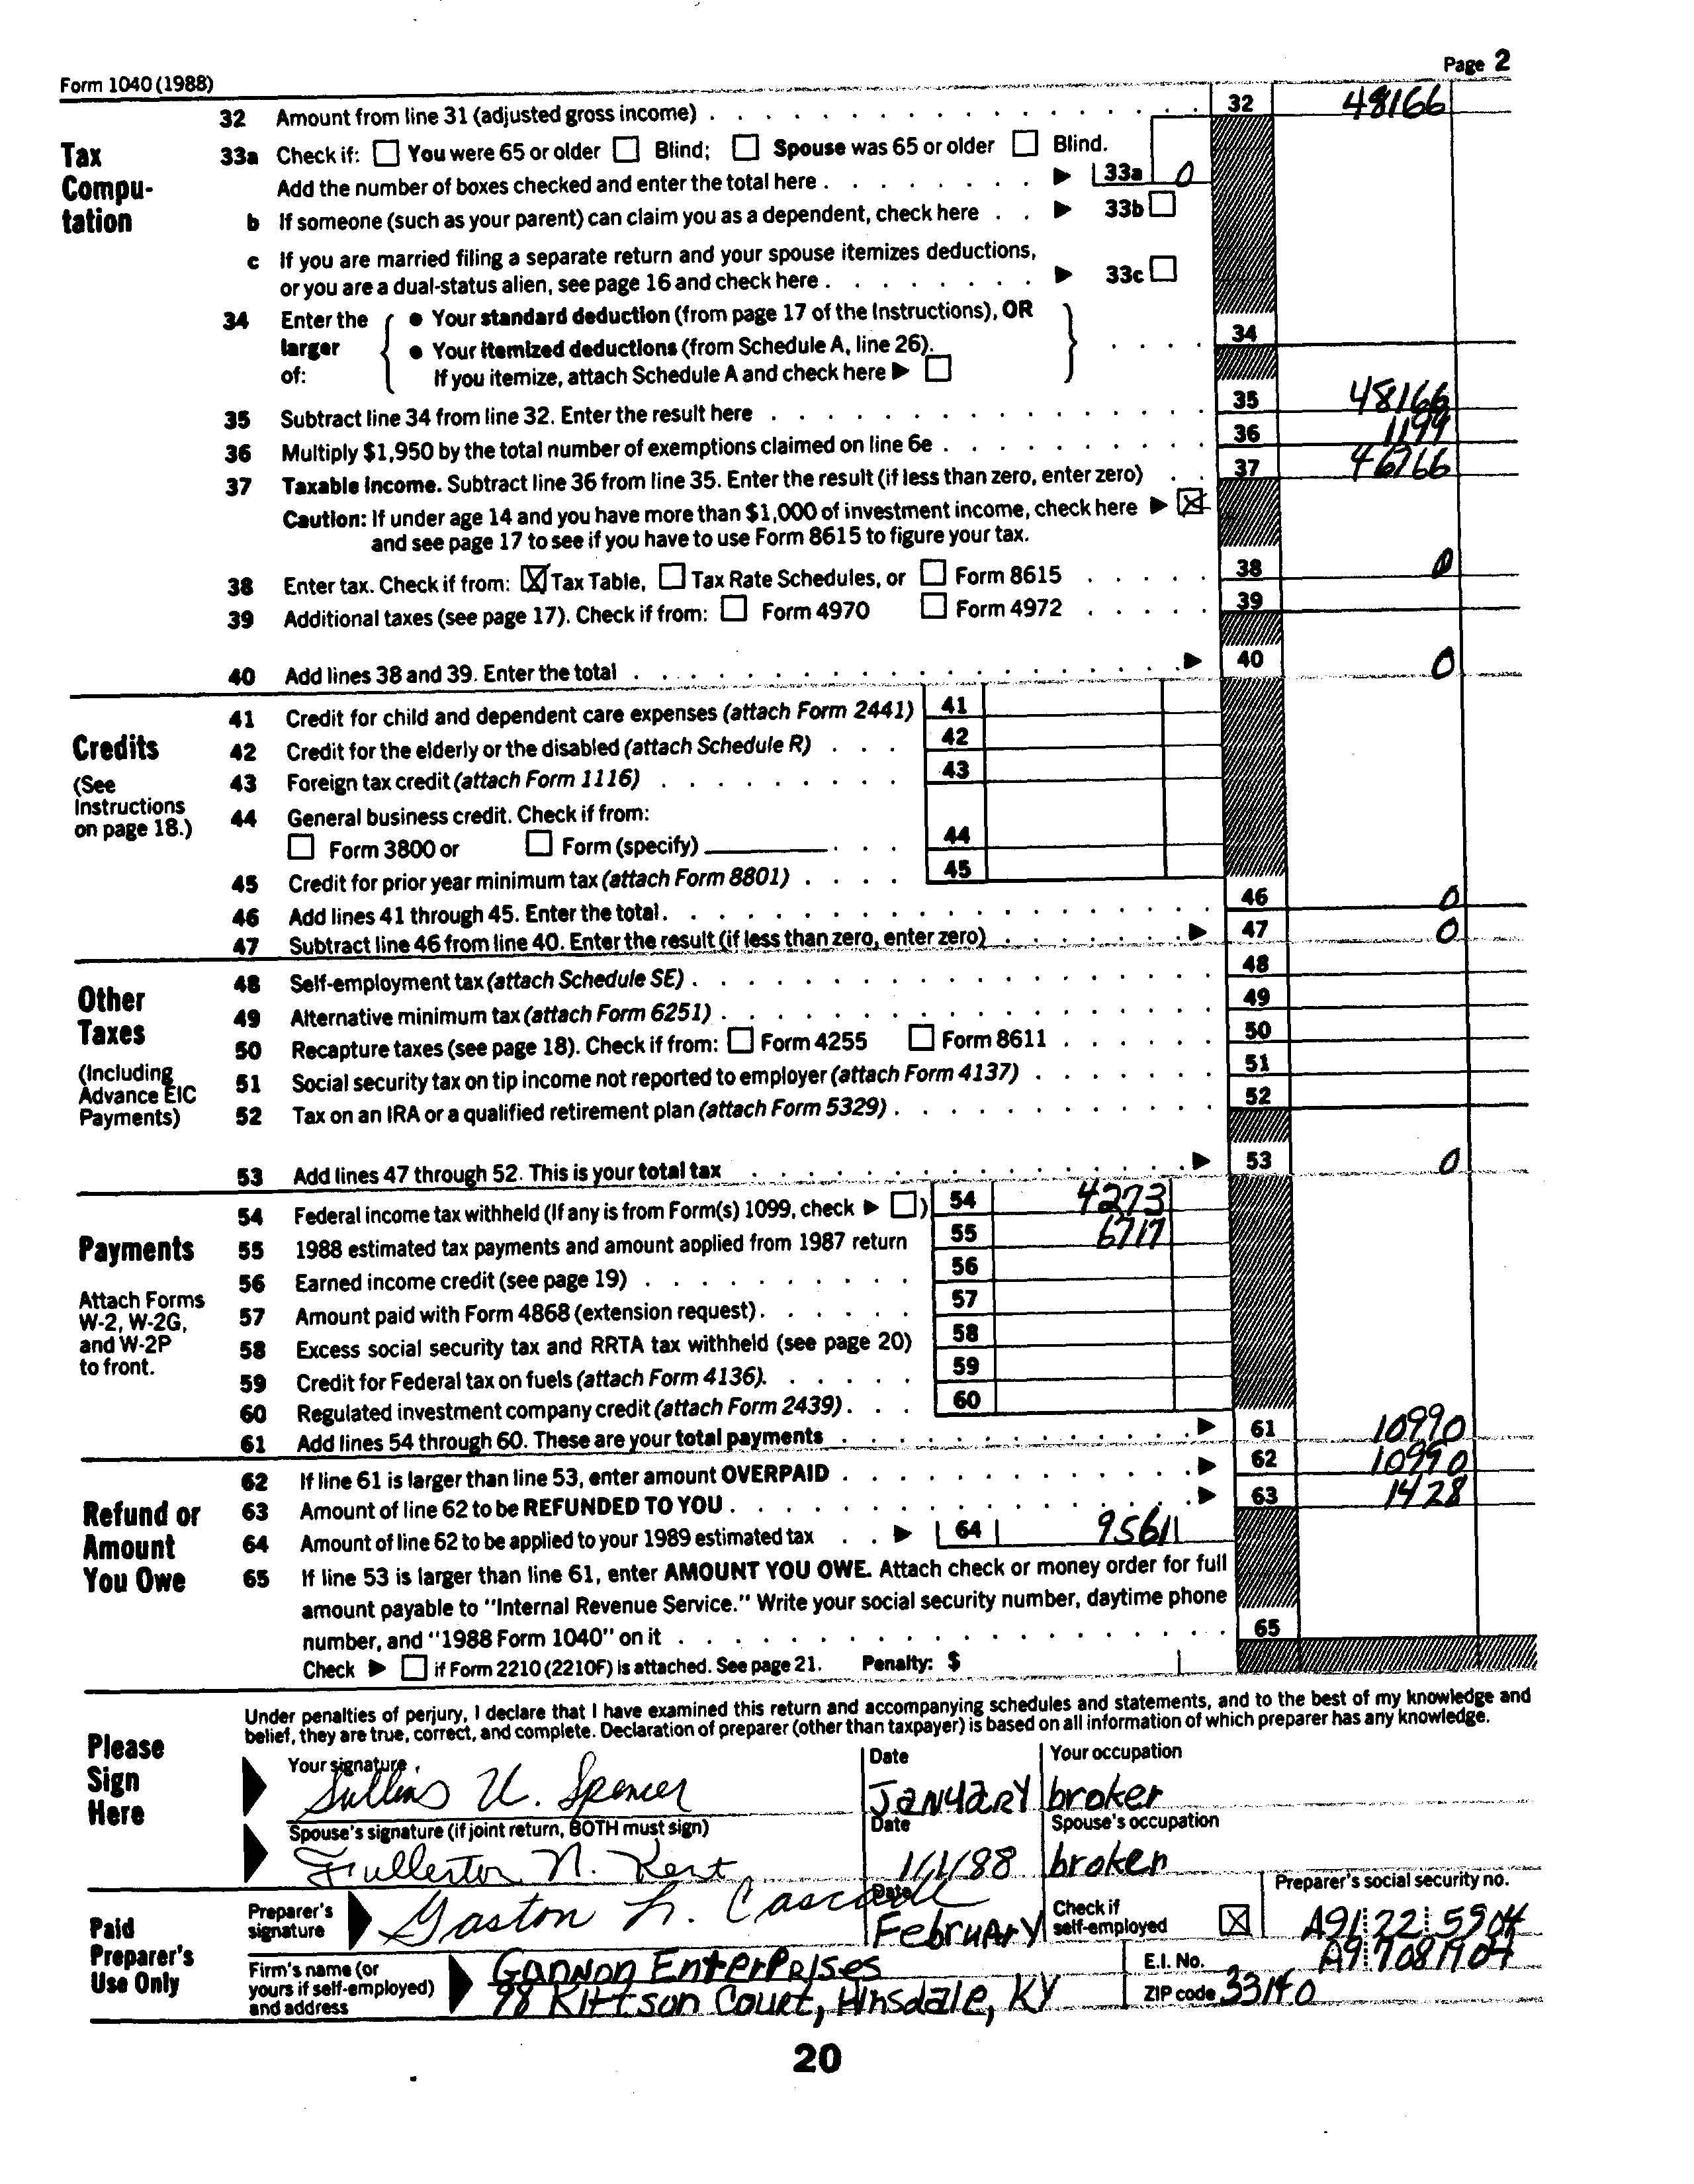 Form 1040 (1988)
Page 2
32 Amount from line 31 (adjusted gross income) 32 48166
Tax Compu-tation
33a Check if: You were 65 or older Blind; Spouse was 65 or older Blind.
Add the number of boxes checked and enter the total here 33a 0
b If someone (such as your parent) can claim you as a dependent, check here 33b
c If you are married filing a separate return and your spouse itemizes deductions,
or you are a dual-status alien, see page 16 and check here 33c
34 Enter the larger of:
● Your standard deduction (from page 17 of the Instructions), OR
● Your itemized deductions (from Schedule A, line 26).
If you itemize, attach Schedule A and check here
34
35 Subtract line 34 from line 32. Enter the result here 35 48166
36 Multiply $1,950 by the total number of exemptions claimed on line 6e 36 1199
37 Taxable income. Subtract line 36 from line 35. Enter the result (if less than zero, enter zero) 37
Caution: If under age 14 and you have more than $1,000 of investment income, check here X
and see page 17 to see if you have to use Form 8615 to figure your tax.
38 Enter tax. Check if from: X Tax Table, Tax Rate Schedules, or Form 8615 38 0
39 Additional taxes (see page 17). Check if from: Form 4970 Form 4972 39
40 Add lines 38 and 39. Enter the total 40 0
Credits
(See Instructions on page 18.)
41 Credit for child and dependent care expenses (attach Form 2441) 41
42 Credit for the elderly or the disabled (attach Schedule R) 42
43 Foreign tax credit (attach Form 1116) 43
44 General business credit. Check if from:
Form 3800 or Form (specify) 44
45 Credit for prior year minimum tax (attach Form 8801) 45
46 Add lines 41 through 45. Enter the total 46 0
47 Subtract line 46 from line 40. Enter the result (if less than zero, enter zero) 47 0
Other Taxes
(Including Advance EIC Payments)
48 Self-employment tax (attach Schedule SE) 48
49 Alternative minimum tax (attach Form 6251) 49
50 Recapture taxes (see page 18). Check if from: Form 4255 Form 8611 50
51 Social security tax on tip income not reported to employer (attach Form 4137) 51
52 Tax on an IRA or a qualified retirement plan (attach Form 5329) 52
53 Add lines 47 through 52. This is your total tax 53 0
Payments
Attach Forms W-2, W-2G, and W-2P to front.
54 Federal income tax withheld (If any is from Form(s) 1099, check ) 54 4273
55 1988 estimated tax payments and amount applied from 1987 return 55 6717
56 Earned income credit (see page 19) 56
57 Amount paid with Form 4868 (extension request) 57
58 Excess social security tax and RRTA tax withheld (see page 20) 58
59 Credit for Federal tax on fuels (attach Form 4136) 59
60 Regulated investment company credit (attach Form 2439) 60
61 Add lines 54 through 60. These are your total payments 61 10990
Refund or Amount You Owe
62 If line 61 is larger than line 53, enter amount OVERPAID 62 10990
63 Amount of line 62 to be REFUNDED TO YOU 63 1428
64 Amount of line 62 to be applied to your 1989 estimated tax 64
65 If line 53 is larger than line 61, enter AMOUNT YOU OWE. Attach check or money order for full
amount payable to "Internal Revenue Service." Write your social security number, daytime phone
number, and "1988 Form 1040" on it 65
Check if Form 2210 (2210F) is attached. See page 21. Penalty: $
Please Sign Here
Under penalties of perjury, I declare that I have examined this return and accompanying schedules and statements, and to the best of my knowledge and
belief, they are true, correct, and complete. Declaration of preparer (other than taxpayer) is based on all information of which preparer has any knowledge.
Your signature Date Your occupation
Sullins U. Spencer JANUARY broker
Spouse's signature (if joint return, BOTH must sign) Date Spouse's occupation
Fullerton N. Kent 1/1/88 broker
Paid Preparer's Use Only
Preparer's signature Date Check if self-employed X Preparer's social security no.
Gaston L. February A91 22 5904
Firm's name (or yours if self-employed) and address E.I. No. ZIP code
Gannon Enterprises
98 Kittson Court, Hinsdale, KY 33140
20